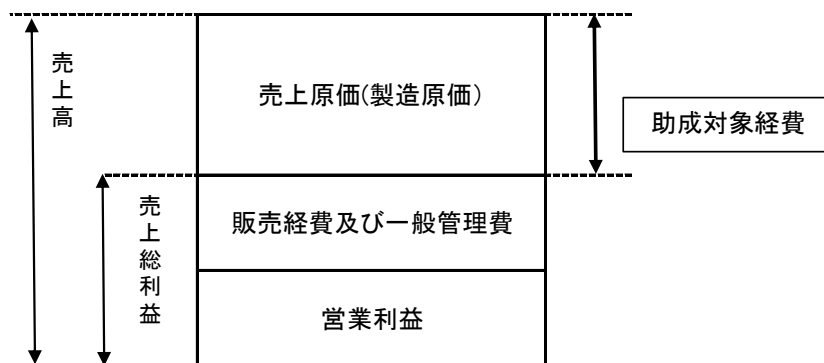 売上高
売上原価(製造原価)
助成対象経費
売上総利益
販売経費及び一般管理費
営業利益